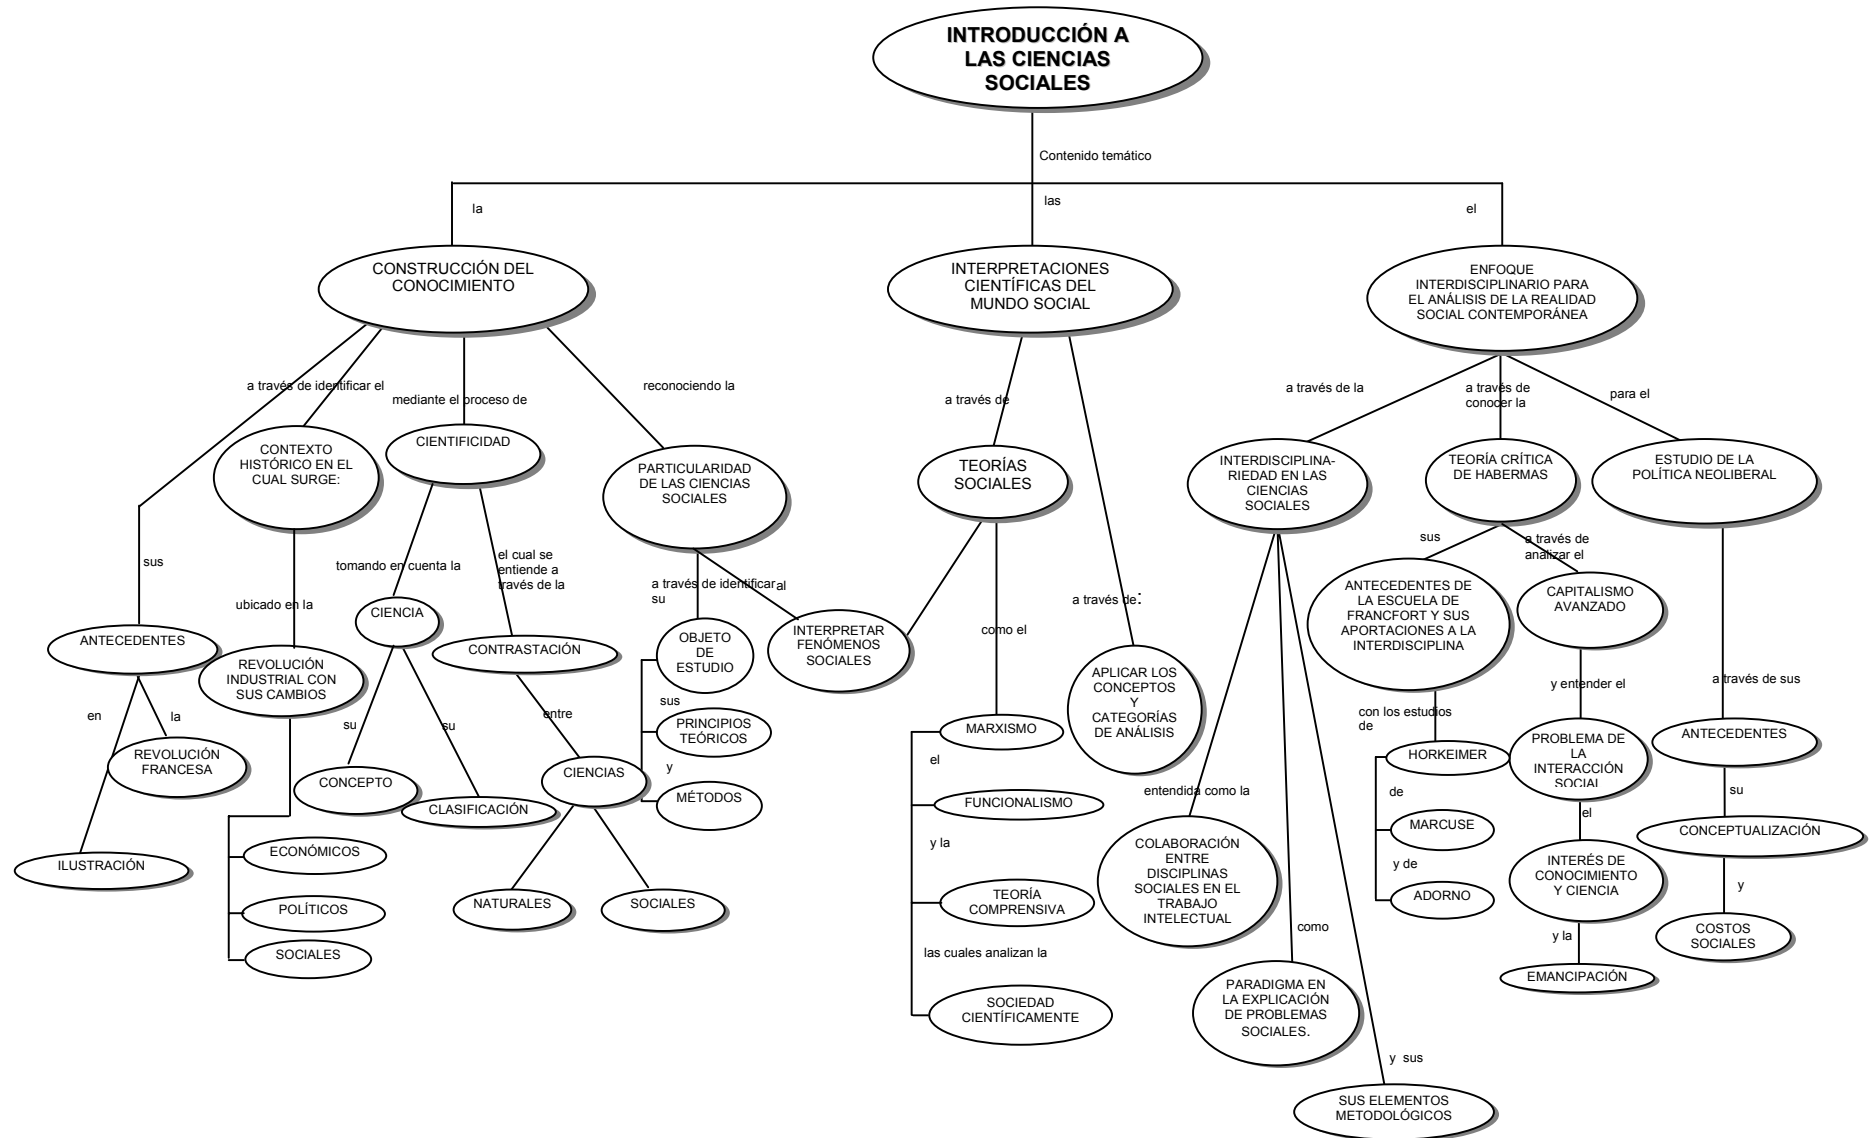 INTRODUCCIÓN A
LAS CIENCIAS
SOCIALES
Contenido temático
la
las
el
CONSTRUCCIÓN DEL
CONOCIMIENTO
INTERPRETACIONES
CIENTÍFICAS DEL
MUNDO SOCIAL
ENFOQUE
INTERDISCIPLINARIO PARA
EL ANÁLISIS DE LA REALIDAD
SOCIAL CONTEMPORÁNEA
a través de identificar el
mediante el proceso de
reconociendo la
a través de
a través de la
a través de
conocer la
para el
CONTEXTO
HISTÓRICO EN EL
CUAL SURGE:
CIENTIFICIDAD
PARTICULARIDAD
DE LAS CIENCIAS
SOCIALES
TEORÍAS
SOCIALES
INTERDISCIPLINA-
RIEDAD EN LAS
CIENCIAS
SOCIALES
TEORÍA CRÍTICA
DE HABERMAS
ESTUDIO DE LA
POLÍTICA NEOLIBERAL
sus
tomando en cuenta la
el cual se
entiende a
través de la
a través de identificar
su
al
sus
a través de
analizar el
ubicado en la
ANTECEDENTES
REVOLUCIÓN
INDUSTRIAL CON
SUS CAMBIOS
CIENCIA
CONTRASTACIÓN
OBJETO
DE
ESTUDIO
INTERPRETAR
FENÓMENOS
SOCIALES
como el
a través de:
ANTECEDENTES DE
LA ESCUELA DE
FRANCFORT Y SUS
APORTACIONES A LA
INTERDISCIPLINA
CAPITALISMO
AVANZADO
en
la
su
su
entre
sus
PRINCIPIOS
TEÓRICOS
y
MÉTODOS
APLICAR LOS
CONCEPTOS
Y
CATEGORÍAS
DE ANÁLISIS
y entender el
a través de sus
con los estudios
de
REVOLUCIÓN
FRANCESA
CONCEPTO
CLASIFICACIÓN
CIENCIAS
MARXISMO
el
FUNCIONALISMO
y la
TEORÍA
COMPRENSIVA
las cuales analizan la
SOCIEDAD
CIENTÍFICAMENTE
HORKEIMER
de
MARCUSE
y de
ADORNO
PROBLEMA DE
LA
INTERACCIÓN
SOCIAL
el
INTERÉS DE
CONOCIMIENTO
Y CIENCIA
y la
EMANCIPACIÓN
ANTECEDENTES
su
CONCEPTUALIZACIÓN
y
COSTOS
SOCIALES
ILUSTRACIÓN
ECONÓMICOS
POLÍTICOS
SOCIALES
NATURALES
SOCIALES
entendida como la
COLABORACIÓN
ENTRE
DISCIPLINAS
SOCIALES EN EL
TRABAJO
INTELECTUAL
como
PARADIGMA EN
LA EXPLICACIÓN
DE PROBLEMAS
SOCIALES.
y sus
SUS ELEMENTOS
METODOLÓGICOS